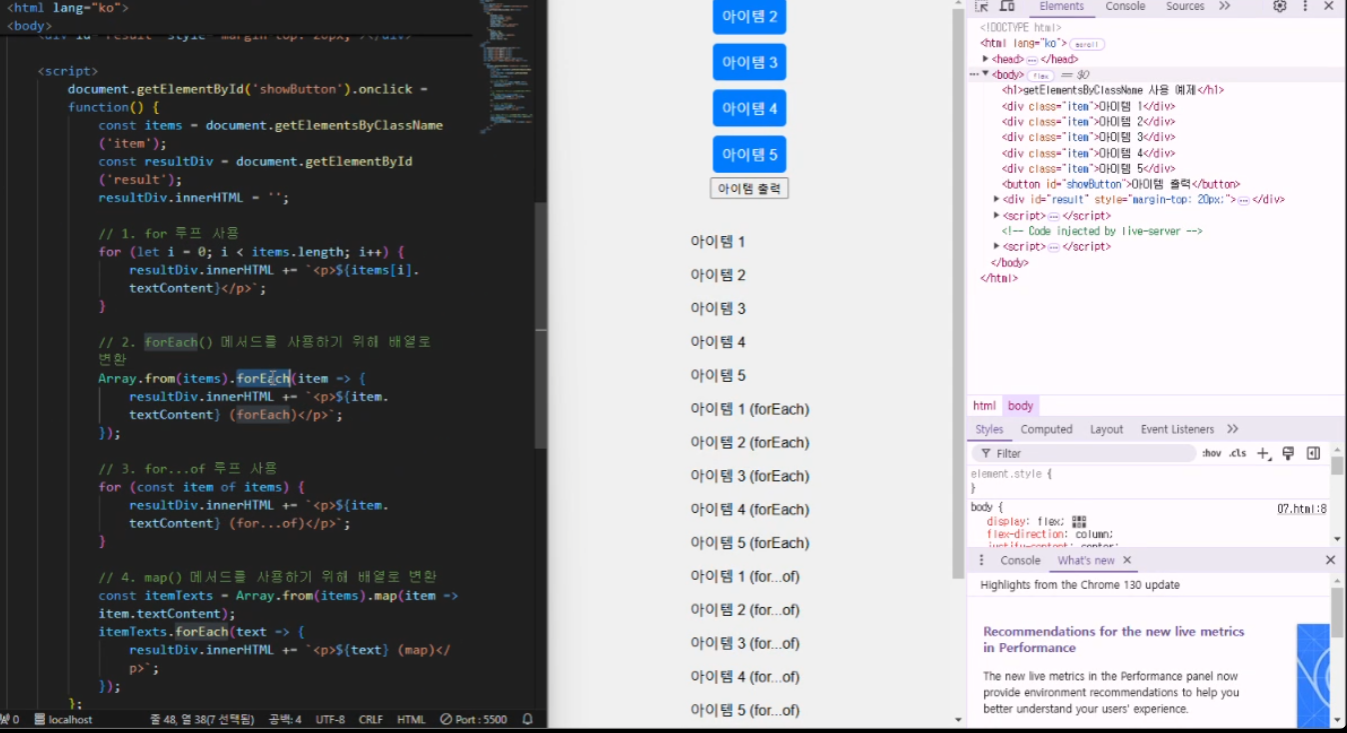 <html lang="ko">
<body>
<script>
document.getElementById('showButton').onclick =
function() {
const items = document.getElementsByClassName
('item');
const resultDiv = document.getElementById
('result');
resultDiv.innerHTML = '';
// 1. for 루프 사용
for (let i = 0; i < items.length; i++) {
resultDiv.innerHTML += `<p>${items[i].
textContent}</p>`;
}
// 2. forEach() 메서드를 사용하기 위해 배열로
변환
Array.from(items).forEach(item => {
resultDiv.innerHTML += `<p>${item.
textContent} (forEach)</p>`;
});
// 3. for...of 루프 사용
for (const item of items) {
resultDiv.innerHTML += `<p>${item.
textContent} (for...of)</p>`;
}
// 4. map() 메서드를 사용하기 위해 배열로 변환
const itemTexts = Array.from(items).map(item =>
item.textContent);
itemTexts.forEach(text => {
resultDiv.innerHTML += `<p>${text} (map)</
p>`;
});
};
0 localhost 줄 48, 열 38(7 선택됨) 공백: 4 UTF-8 CRLF HTML Port : 5500
아이템 2
아이템 3
아이템 4
아이템 5
아이템 출력
아이템 1
아이템 2
아이템 3
아이템 4
아이템 5
아이템 1 (forEach)
아이템 2 (forEach)
아이템 3 (forEach)
아이템 4 (forEach)
아이템 5 (forEach)
아이템 1 (for...of)
아이템 2 (for...of)
아이템 3 (for...of)
아이템 4 (for...of)
아이템 5 (for...of)
Elements Console Sources
<!DOCTYPE html>
<html lang="ko"> scroll
<head> … </head>
<body> flex == $0
<h1>getElementsByClassName 사용 예제</h1>
<div class="item">아이템 1</div>
<div class="item">아이템 2</div>
<div class="item">아이템 3</div>
<div class="item">아이템 4</div>
<div class="item">아이템 5</div>
<button id="showButton">아이템 출력</button>
<div id="result" style="margin-top: 20px;"> … </div>
<script> … </script>
<!-- Code injected by live-server -->
<script> … </script>
</body>
</html>
html body
Styles Computed Layout Event Listeners
Filter :hov .cls
element.style {
}
body { 07.html:8
display: flex;
flex-direction: column;
justify-content: center;
Console What's new
Highlights from the Chrome 130 update
Recommendations for the new live metrics
in Performance
The new live metrics in the Performance panel now
provide environment recommendations to help you
better understand your users' experience.